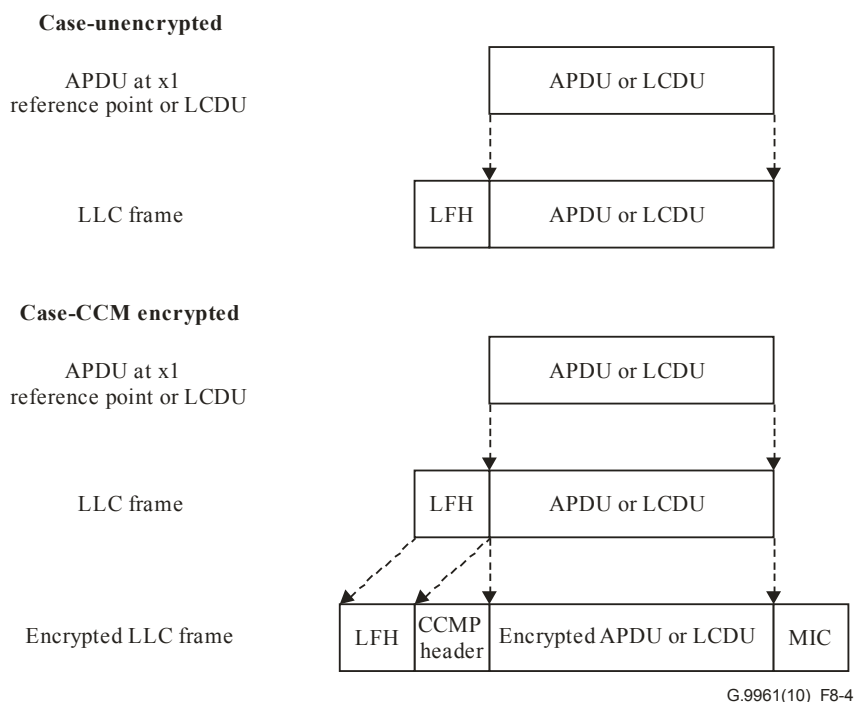 Case-unencrypted
APDU at x1
reference point or LCDU
APDU or LCDU
LLC frame
LFH
APDU or LCDU
Case-CCM encrypted
APDU at x1
reference point or LCDU
APDU or LCDU
LLC frame
LFH
APDU or LCDU
Encrypted LLC frame
LFH
CCMP
header
Encrypted APDU or LCDU
MIC
G.9961(10)_F8-4